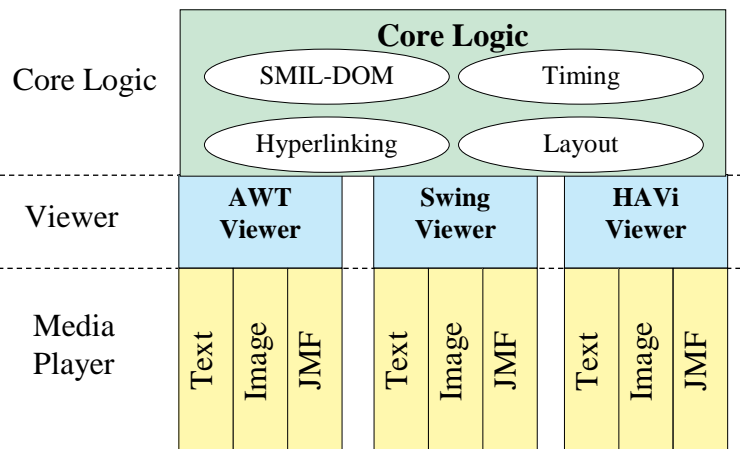 Core Logic
Core Logic
SMIL-DOM
Timing
Hyperlinking
Layout
Viewer
AWT
Viewer
Swing
Viewer
HAVi
Viewer
Media
Player
Text
Image
JMF
Text
Image
JMF
Text
Image
JMF